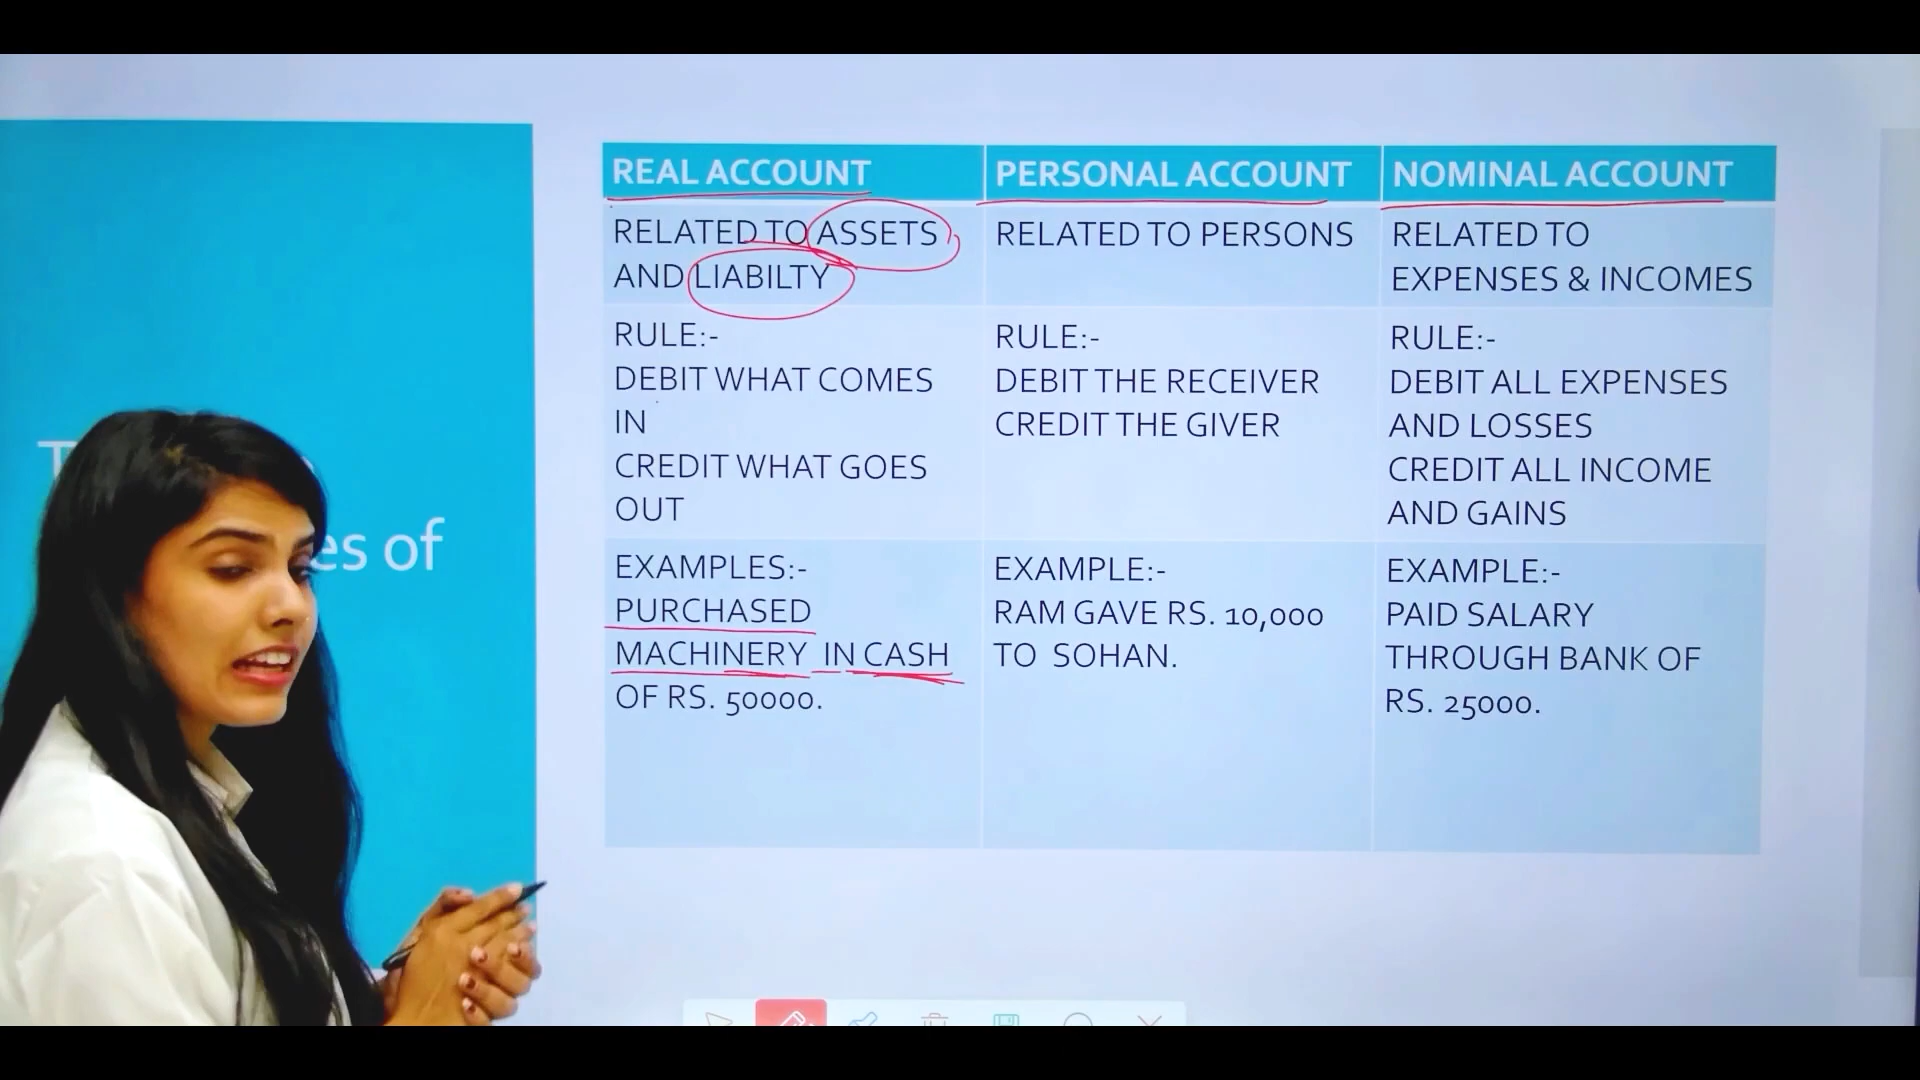 es of
REAL ACCOUNT
PERSONAL ACCOUNT
NOMINAL ACCOUNT
RELATED TO ASSETS
AND LIABILTY
RELATED TO PERSONS
RELATED TO
EXPENSES & INCOMES
RULE:-
DEBIT WHAT COMES
IN
CREDIT WHAT GOES
OUT
RULE:-
DEBIT THE RECEIVER
CREDIT THE GIVER
RULE:-
DEBIT ALL EXPENSES
AND LOSSES
CREDIT ALL INCOME
AND GAINS
EXAMPLES:-
PURCHASED
MACHINERY IN CASH
OF RS. 50000.
EXAMPLE:-
RAM GAVE RS. 10,000
TO SOHAN.
EXAMPLE:-
PAID SALARY
THROUGH BANK OF
RS. 25000.